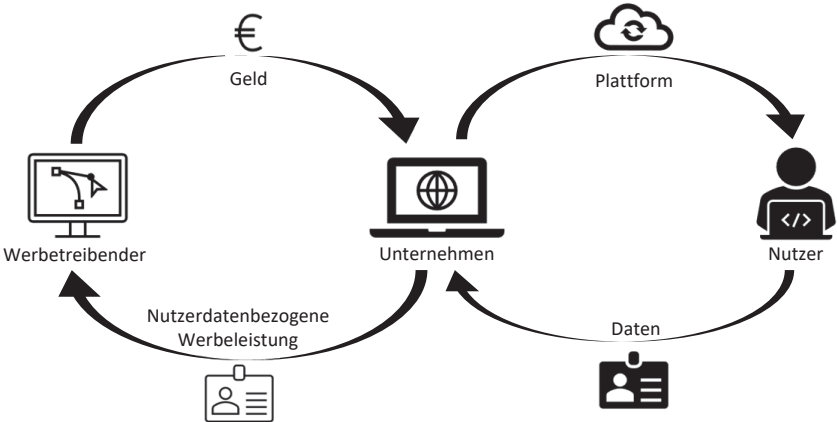 €
Geld
Plattform
</>
Werbetreibender
Unternehmen
Nutzer
Nutzerdatenbezogene
Werbeleistung
Daten